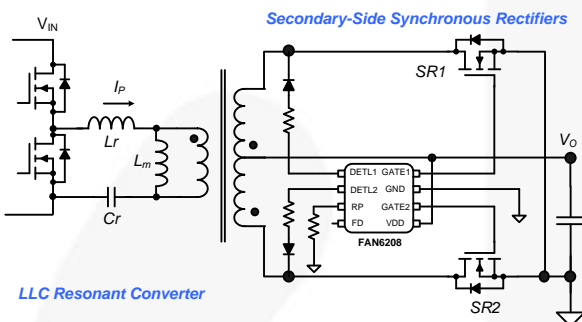 Secondary-Side Synchronous Rectifiers
VIN
SR1
IP
Lr
Lm
Cr
VO
DETL1 GATE1
DETL2 GND
RP GATE2
FD VDD
FAN6208
SR2
LLC Resonant Converter